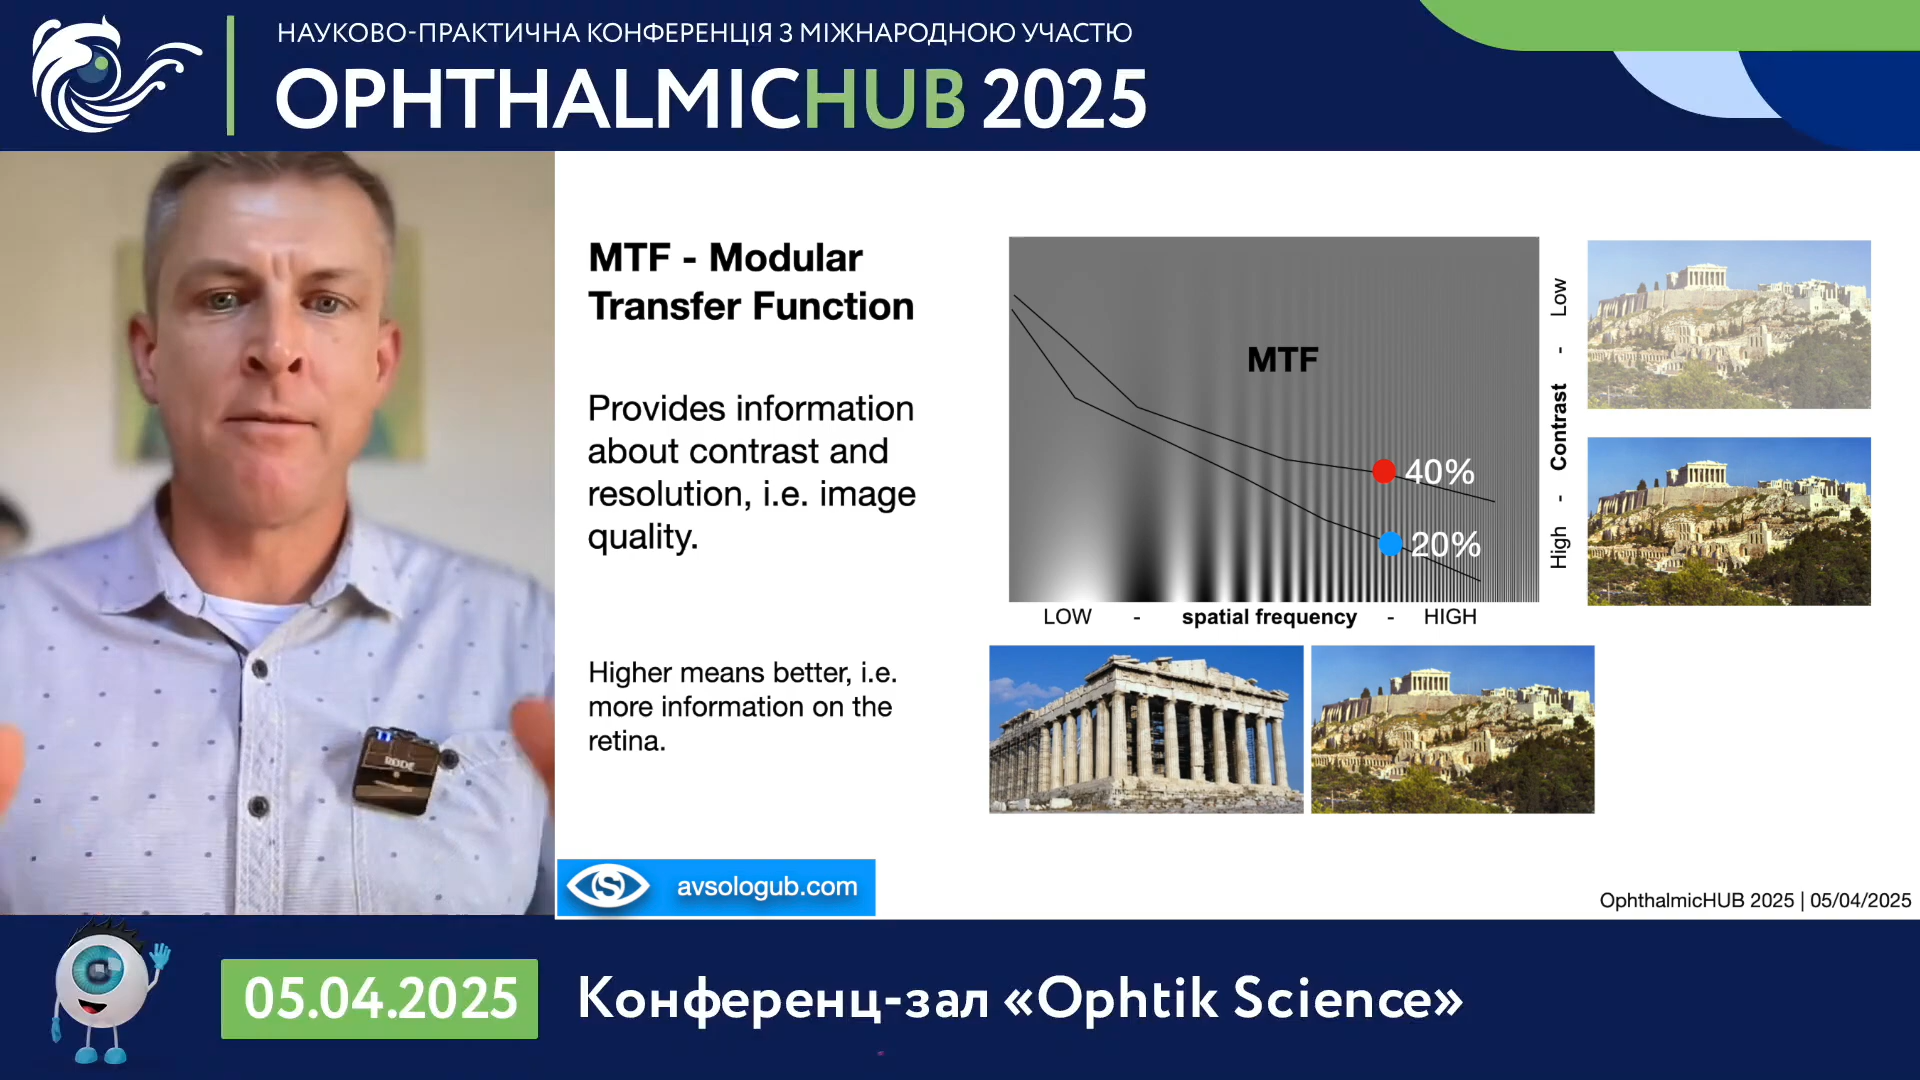 НАУКОВО-ПРАКТИЧНА КОНФЕРЕНЦІЯ З МІЖНАРОДНОЮ УЧАСТЮ
OPHTHALMICHUB 2025
MTF - Modular
Transfer Function
Provides information
about contrast and
resolution, i.e. image
quality.
Higher means better, i.e.
more information on the
retina.
MTF
40%
20%
LOW - spatial frequency - HIGH
High - Contrast - Low
RODE
avsologub.com
OphthalmicHUB 2025 | 05/04/2025
05.04.2025
Конференц-зал «Ophtik Science»